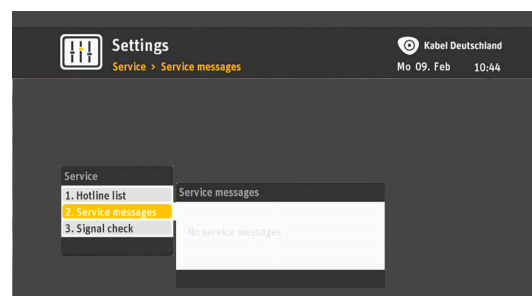 Settings
Kabel Deutschland
Service > Service messages
Mo 09. Feb 10:44
Service
1. Hotline list
2. Service messages
3. Signal check
Service messages
No service messages